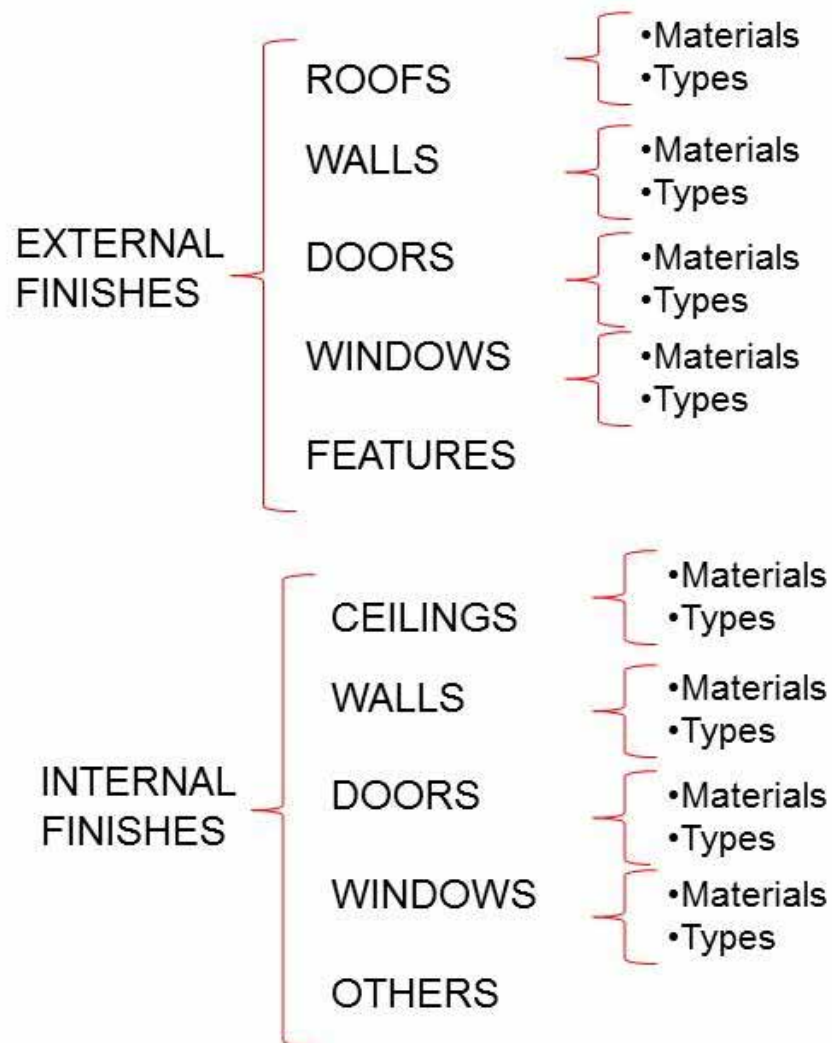 EXTERNAL
FINISHES
ROOFS
•Materials
•Types
WALLS
•Materials
•Types
DOORS
•Materials
•Types
WINDOWS
•Materials
•Types
FEATURES
INTERNAL
FINISHES
CEILINGS
•Materials
•Types
WALLS
•Materials
•Types
DOORS
•Materials
•Types
WINDOWS
•Materials
•Types
OTHERS